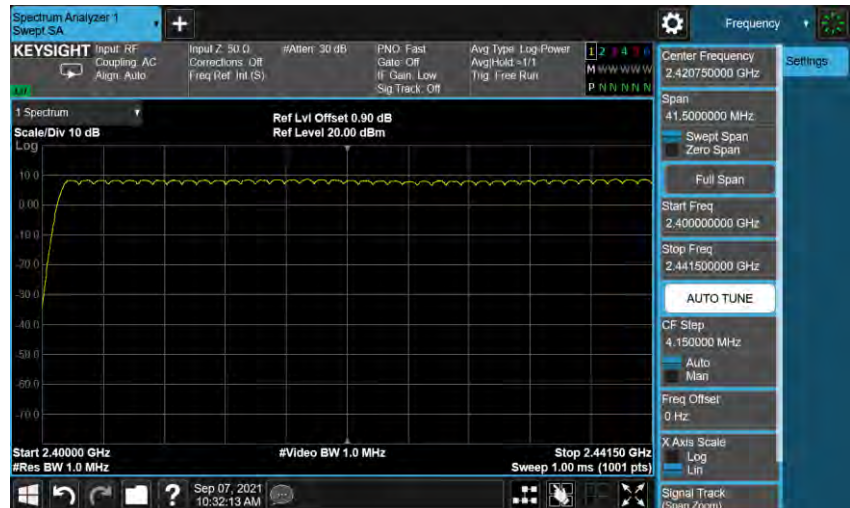 Spectrum Analyzer 1
Swept SA
+
Frequency
KEYSIGHT
Input: RF
Coupling: AC
Align: Auto
Input Z: 50 Ω
Corrections: Off
Freq Ref: Int (S)
#Atten: 30 dB
PNO: Fast
Gate: Off
IF Gain: Low
Sig Track: Off
Avg Type: Log-Power
Avg|Hold:>1/1
Trig: Free Run
1 2 3 4 5 6
M W W W W W
P N N N N N
1 Spectrum
Scale/Div 10 dB
Log
Ref Lvl Offset 0.90 dB
Ref Level 20.00 dBm
10.0
0.00
-10.0
-20.0
-30.0
-40.0
-50.0
-60.0
-70.0
Start 2.40000 GHz
#Res BW 1.0 MHz
#Video BW 1.0 MHz
Stop 2.44150 GHz
Sweep 1.00 ms (1001 pts)
Center Frequency
2.420750000 GHz
Settings
Span
41.5000000 MHz
Swept Span
Zero Span
Full Span
Start Freq
2.400000000 GHz
Stop Freq
2.441500000 GHz
AUTO TUNE
CF Step
4.150000 MHz
Auto
Man
Freq Offset
0 Hz
X Axis Scale
Log
Lin
Signal Track
(Span Zoom)
?
Sep 07, 2021
10:32:13 AM